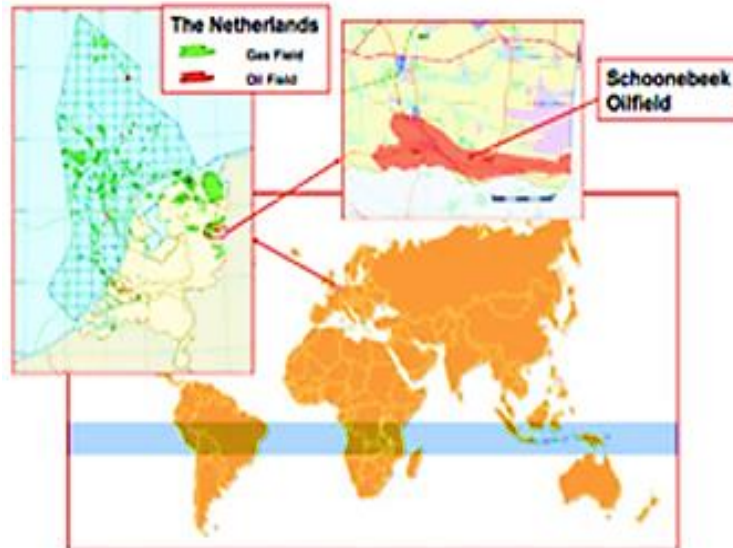 The Netherlands
Gas Field
Oil Field
Schoonebeek
Oilfield